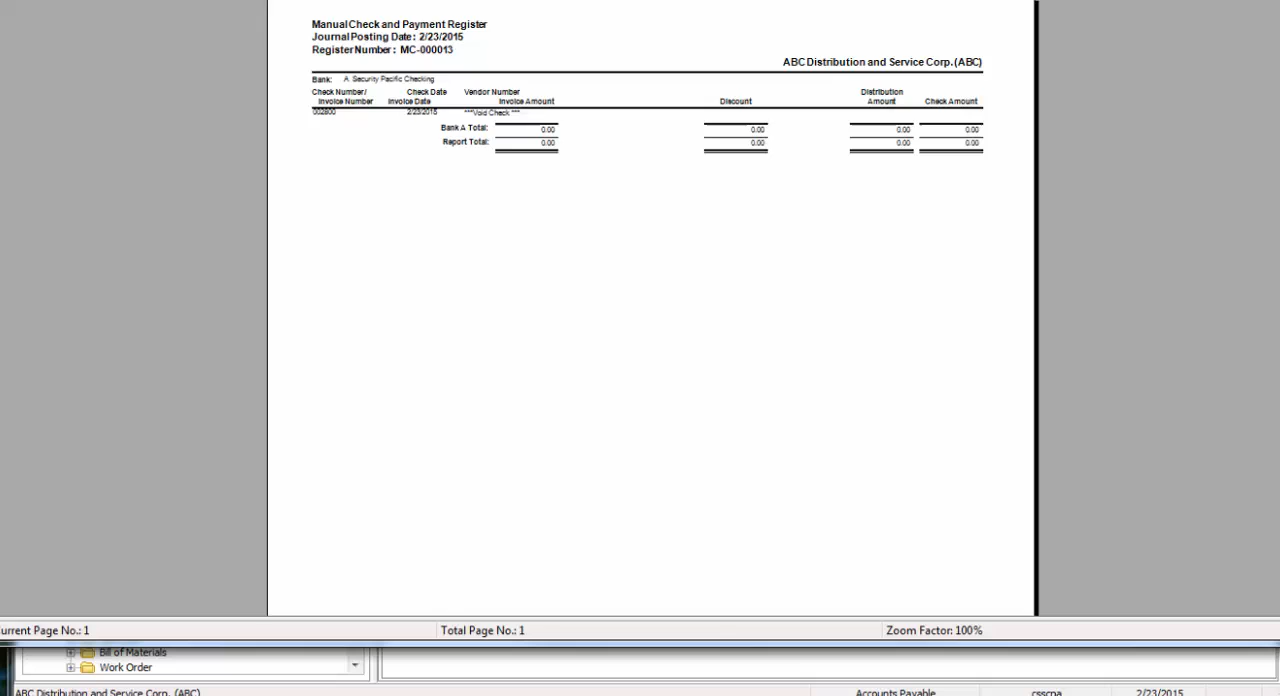 Manual Check and Payment Register
Journal Posting Date: 2/23/2015
Register Number: MC-000013
ABC Distribution and Service Corp. (ABC)
Bank: A Security Pacific Checking
Check Number/ Check Date Vendor Number Distribution
Invoice Number Invoice Date Invoice Amount Discount Amount Check Amount
002800 2/23/2015 ***Void Check ***
Bank A Total: 0.00 0.00 0.00 0.00
Report Total: 0.00 0.00 0.00 0.00
urrent Page No.: 1 Total Page No.: 1 Zoom Factor: 100%
Bill of Materials
Work Order
ABC Distribution and Service Corp. (ABC) Accounts Payable csscpa 2/23/2015